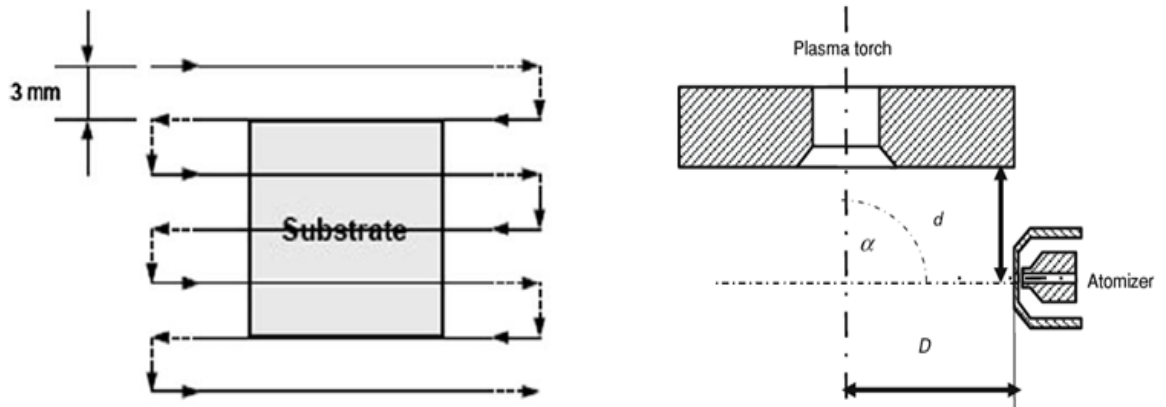 3 mm
Substrate
Plasma torch
d
α
Atomizer
D